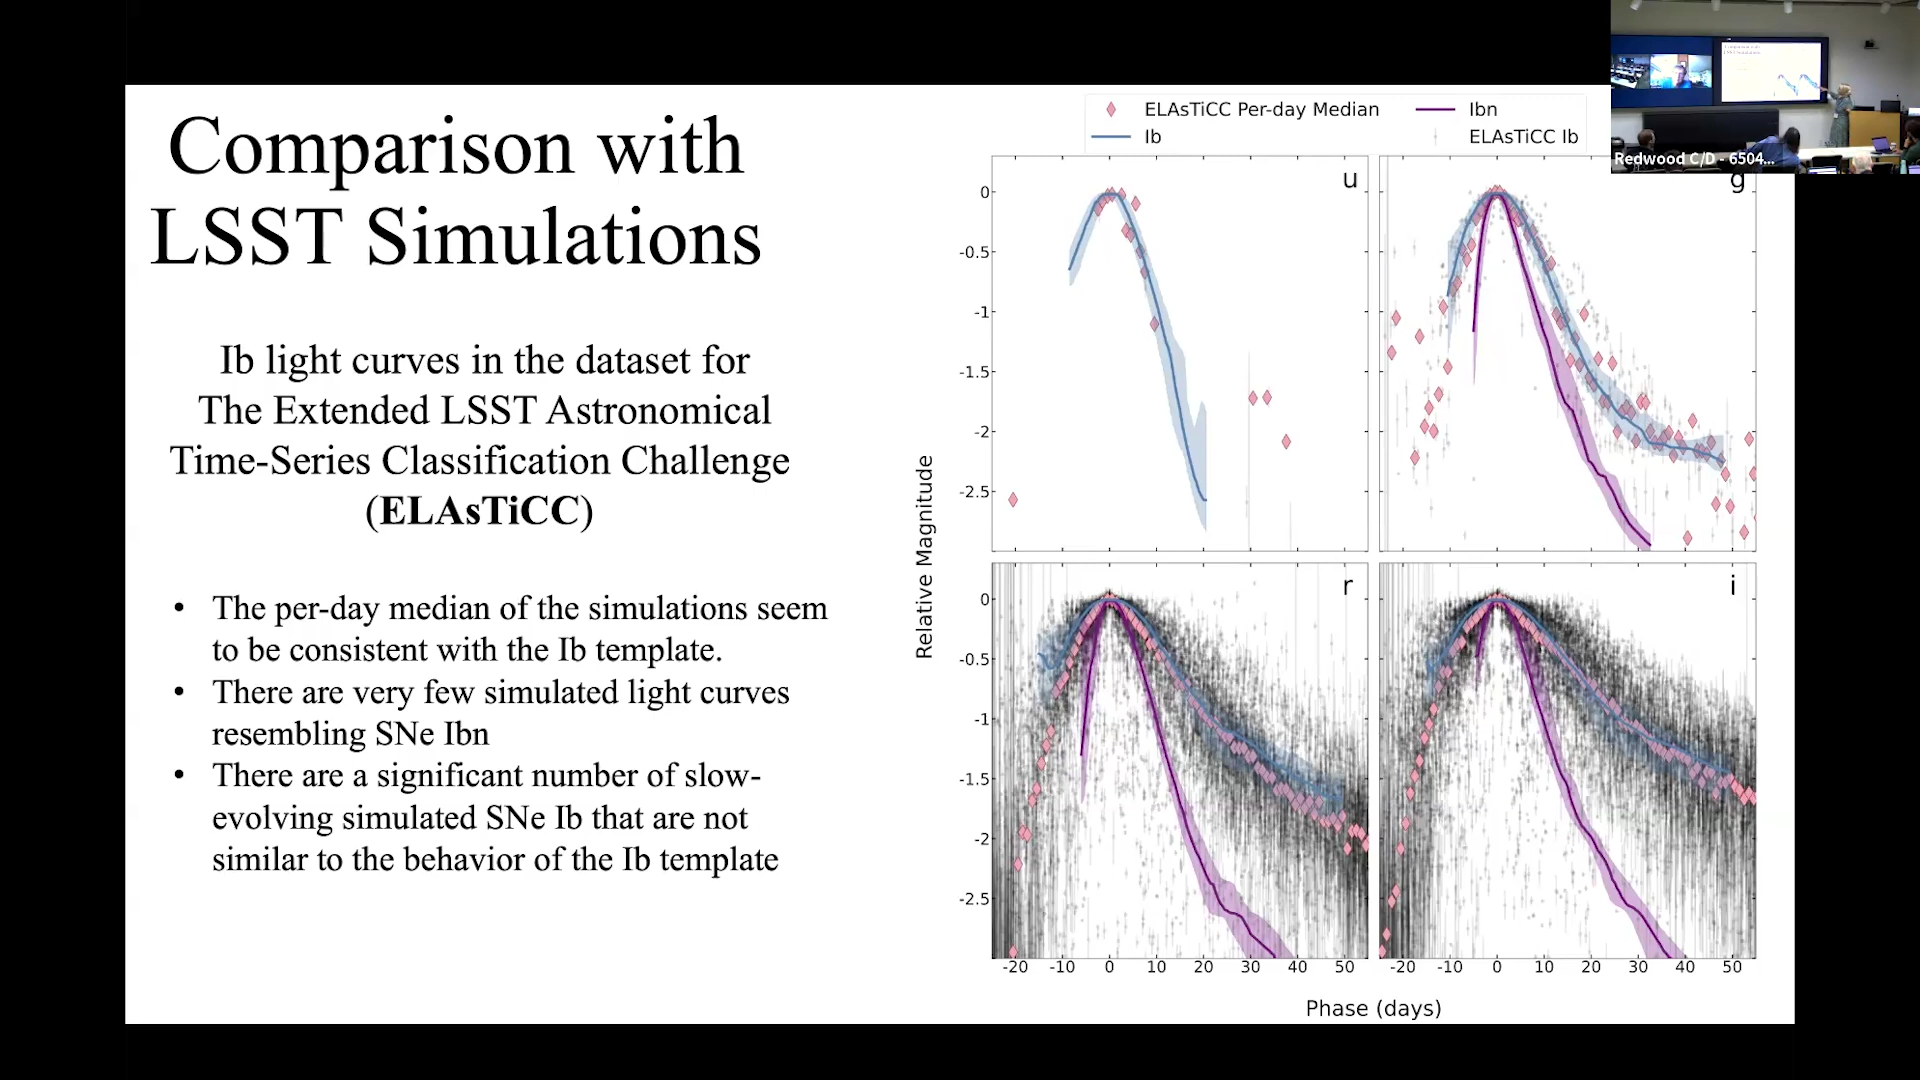 Comparison with
LSST Simulations
Ib light curves in the dataset for
The Extended LSST Astronomical
Time-Series Classification Challenge
(ELAsTiCC)
• The per-day median of the simulations seem
to be consistent with the Ib template.
• There are very few simulated light curves
resembling SNe Ibn
• There are a significant number of slow-
evolving simulated SNe Ib that are not
similar to the behavior of the Ib template
ELAsTiCC Per-day Median
Ib
Ibn
ELAsTiCC Ib
Redwood C/D - 6504...
u
0
-0.5
-1
-1.5
-2
-2.5
g
Relative Magnitude
r
0
-0.5
-1
-1.5
-2
-2.5
i
-20 -10 0 10 20 30 40 50
-20 -10 0 10 20 30 40 50
Phase (days)